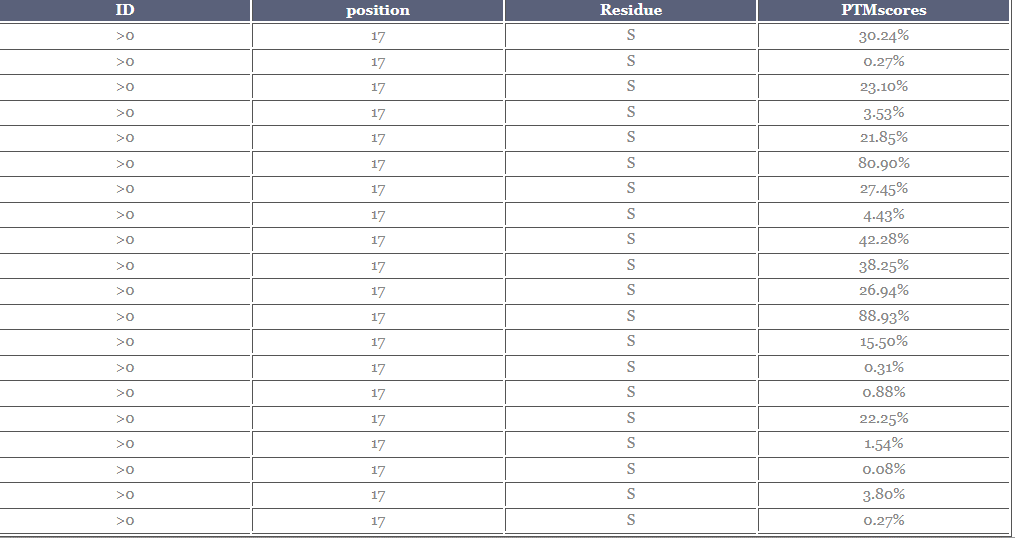 ID position Residue PTMscores
>0 17 S 30.24%
>0 17 S 0.27%
>0 17 S 23.10%
>0 17 S 3.53%
>0 17 S 21.85%
>0 17 S 80.90%
>0 17 S 27.45%
>0 17 S 4.43%
>0 17 S 42.28%
>0 17 S 38.25%
>0 17 S 26.94%
>0 17 S 88.93%
>0 17 S 15.50%
>0 17 S 0.31%
>0 17 S 0.88%
>0 17 S 22.25%
>0 17 S 1.54%
>0 17 S 0.08%
>0 17 S 3.80%
>0 17 S 0.27%